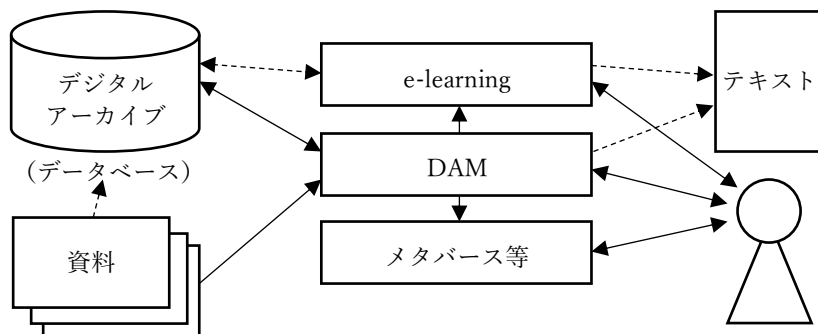 デジタル
アーカイブ
(データベース)
資料
e-learning
DAM
メタバース等
テキスト